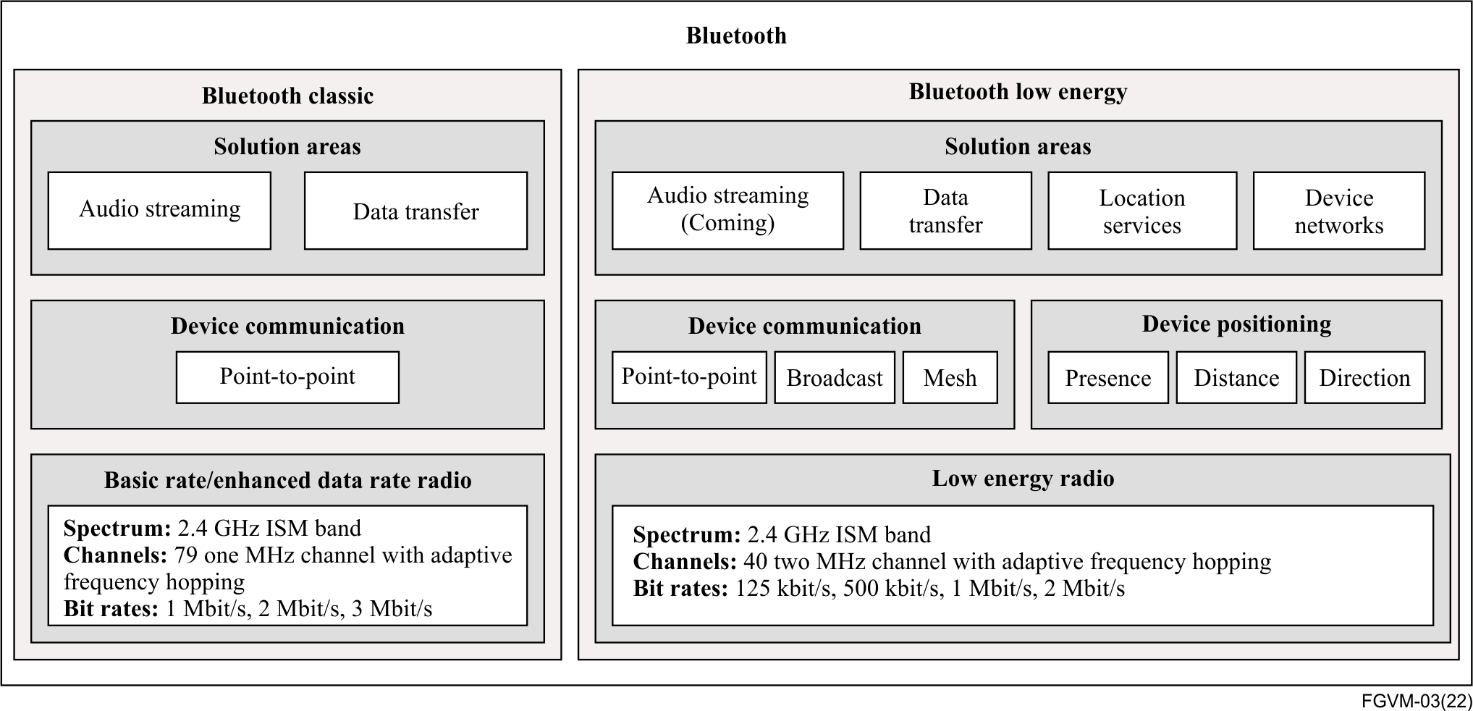 Bluetooth
Bluetooth classic
Solution areas
Audio streaming
Data transfer
Device communication
Point-to-point
Basic rate/enhanced data rate radio
Spectrum: 2.4 GHz ISM band
Channels: 79 one MHz channel with adaptive
frequency hopping
Bit rates: 1 Mbit/s, 2 Mbit/s, 3 Mbit/s
Bluetooth low energy
Solution areas
Audio streaming
(Coming)
Data
transfer
Location
services
Device
networks
Device communication
Point-to-point
Broadcast
Mesh
Device positioning
Presence
Distance
Direction
Low energy radio
Spectrum: 2.4 GHz ISM band
Channels: 40 two MHz channel with adaptive frequency hopping
Bit rates: 125 kbit/s, 500 kbit/s, 1 Mbit/s, 2 Mbit/s
FGVM-03(22)